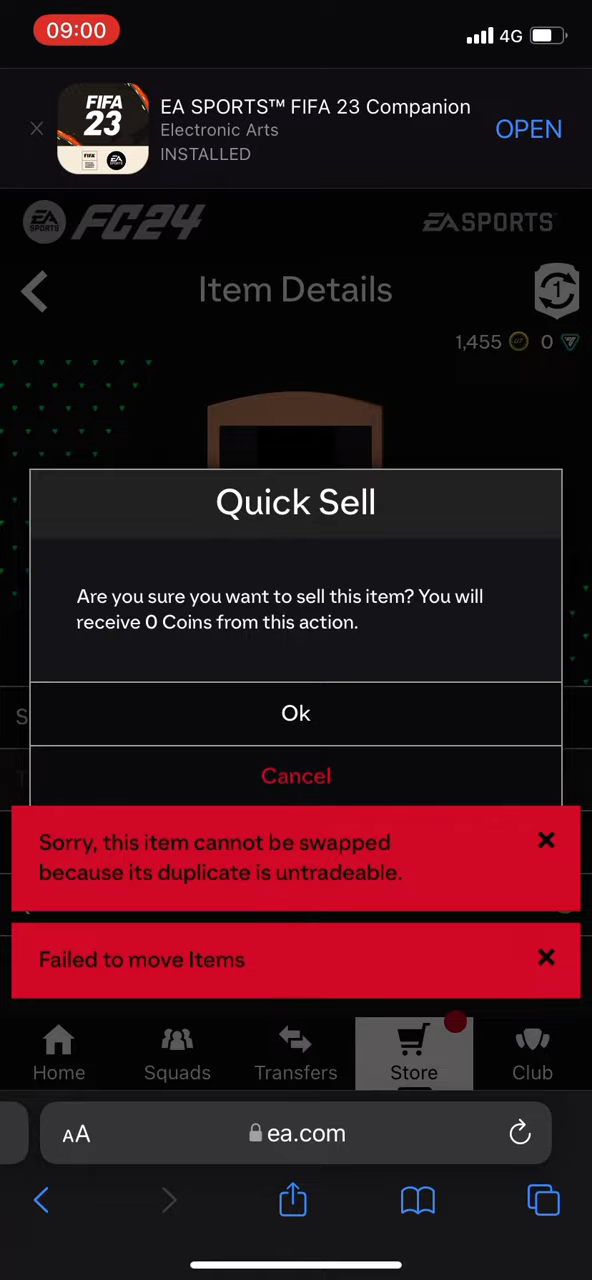 09:00
4G
FIFA
23
EA SPORTS™ FIFA 23 Companion
Electronic Arts
INSTALLED
OPEN
EA SPORTS FC24
EA SPORTS
Item Details
1
1,455 0
Quick Sell
Are you sure you want to sell this item? You will
receive 0 Coins from this action.
Ok
Cancel
Sorry, this item cannot be swapped
because its duplicate is untradeable.
Failed to move Items
Home Squads Transfers Store Club
AA ea.com